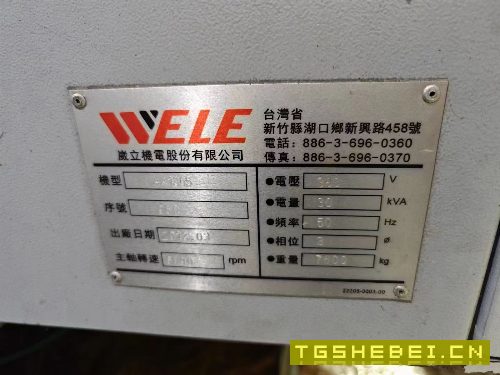 WELE
台灣省
新竹縣湖口鄉新興路458號
電話：886-3-696-0360
傳真：886-3-696-0370
崴立機電股份有限公司
機型
序號
出廠日期
主軸轉速 rpm
●電壓 V
●電量 30 kVA
●頻率 50 Hz
●相位 3 ø
●重量 kg
TGSHEBEI.CN